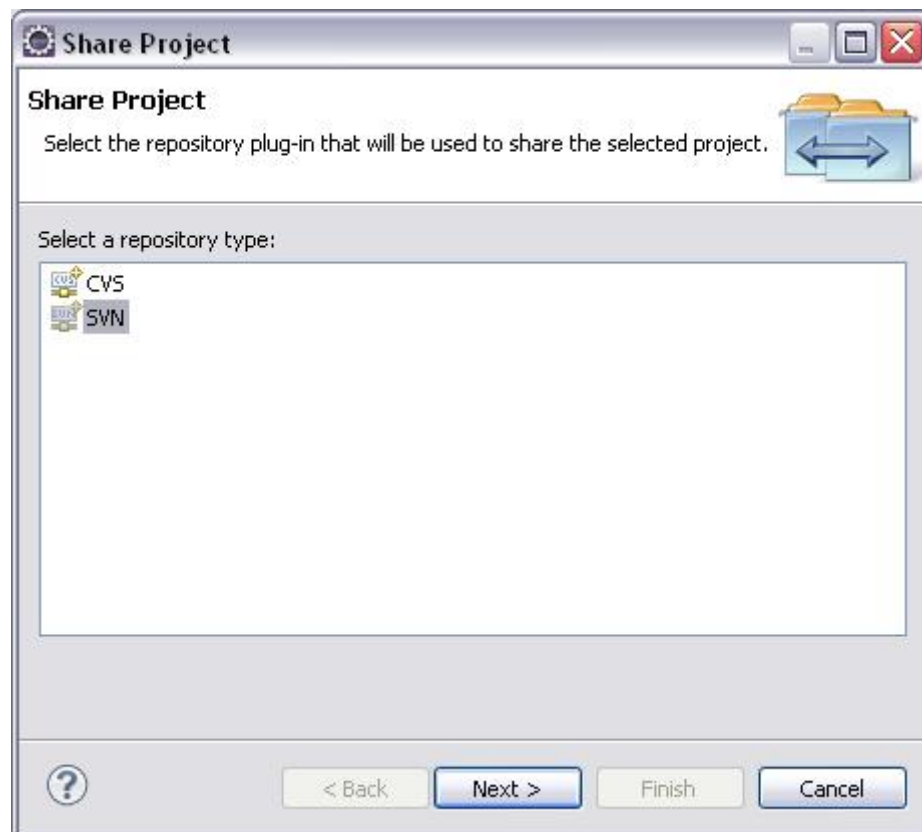 Share Project
Share Project
Select the repository plug-in that will be used to share the selected project.
Select a repository type:
CVS
SVN
< Back Next > Finish Cancel